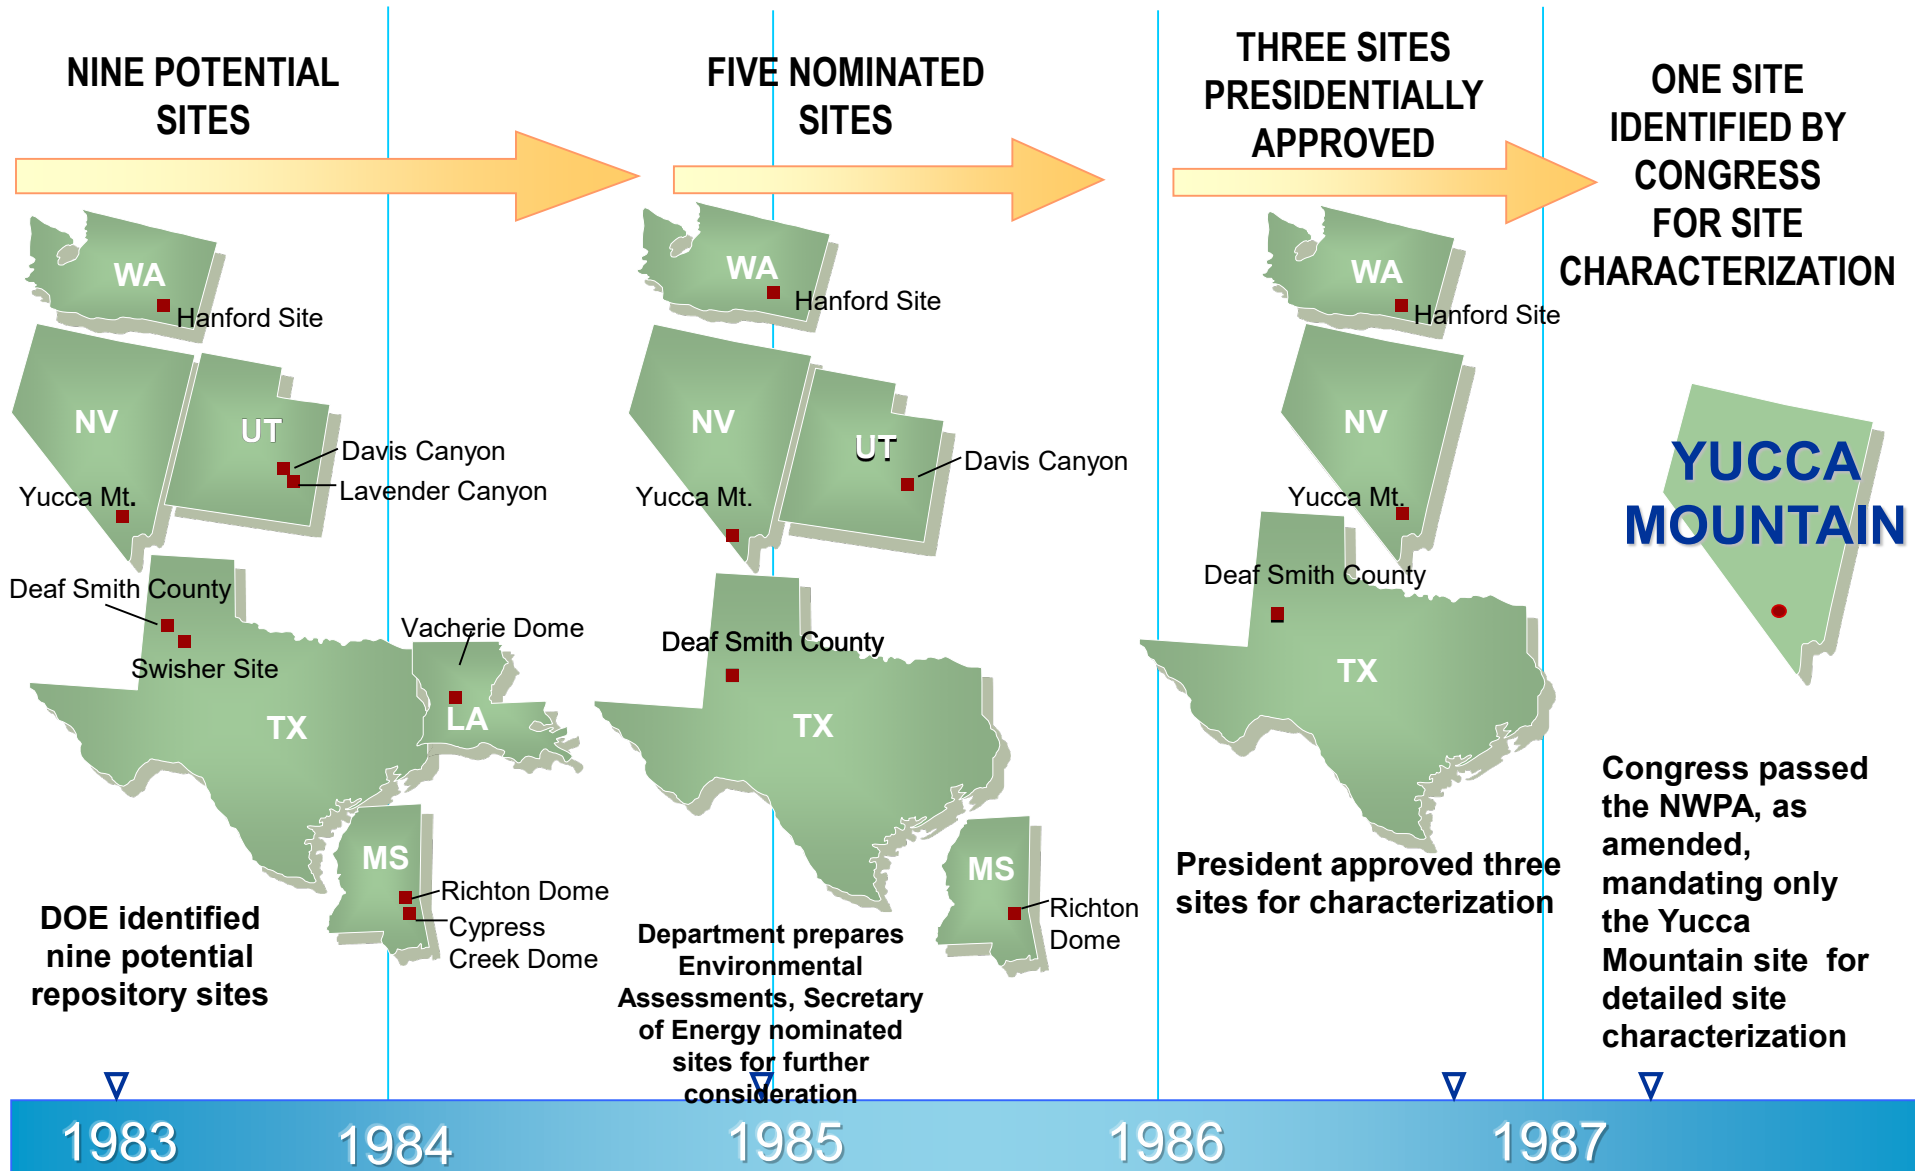 NINE POTENTIAL
SITES
WA
Hanford Site
NV
UT
Davis Canyon
Lavender Canyon
Yucca Mt.
Deaf Smith County
Swisher Site
TX
Vacherie Dome
LA
MS
Richton Dome
Cypress
Creek Dome
DOE identified
nine potential
repository sites
FIVE NOMINATED
SITES
WA
Hanford Site
NV
UT
Davis Canyon
Yucca Mt.
Deaf Smith County
TX
MS
Richton
Dome
Department prepares
Environmental
Assessments, Secretary
of Energy nominated
sites for further
consideration
THREE SITES
PRESIDENTIALLY
APPROVED
WA
Hanford Site
NV
Yucca Mt.
Deaf Smith County
TX
President approved three
sites for characterization
ONE SITE
IDENTIFIED BY
CONGRESS
FOR SITE
CHARACTERIZATION
YUCCA
MOUNTAIN
Congress passed
the NWPA, as
amended,
mandating only
the Yucca
Mountain site for
detailed site
characterization
1983
1984
1985
1986
1987